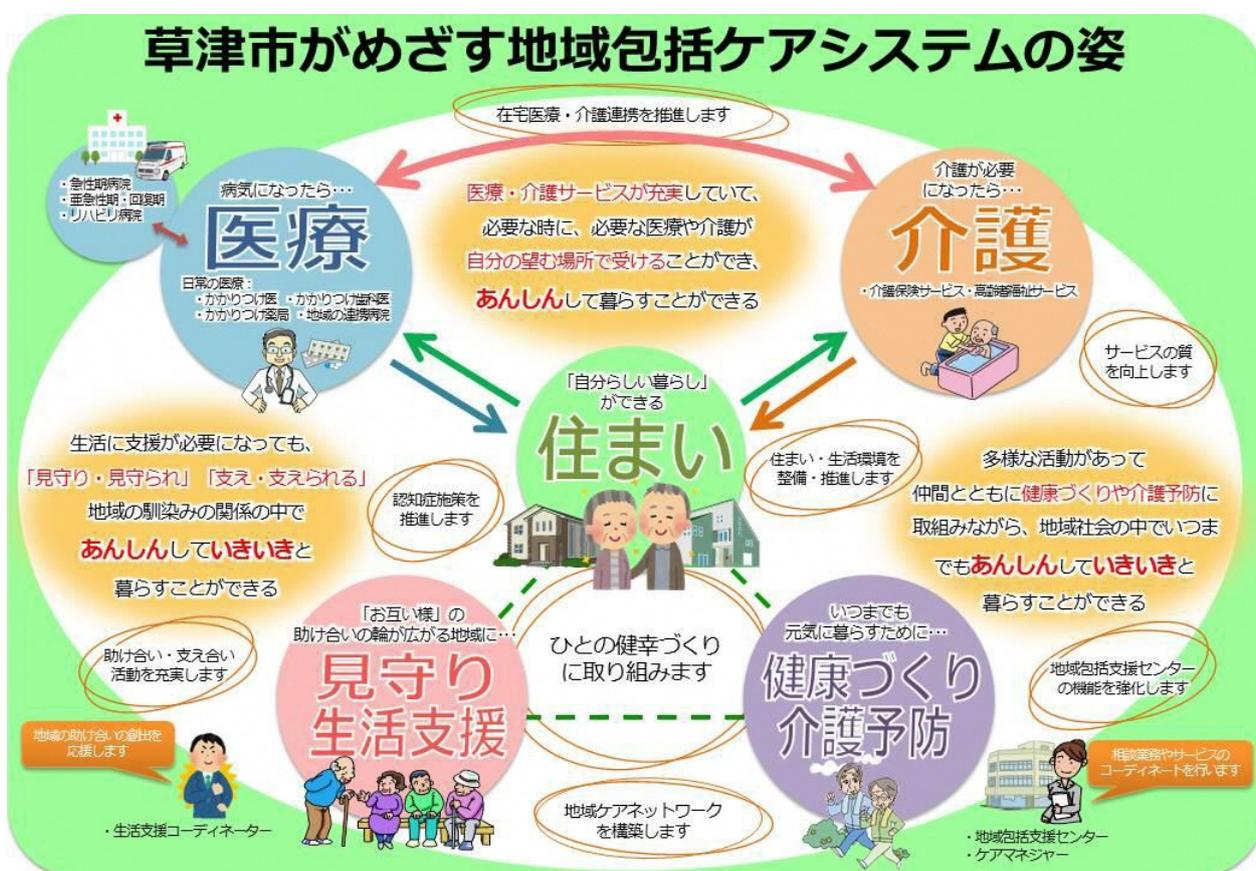 草津市がめざす地域包括ケアシステムの姿
在宅医療・介護連携を推進します
・急性期病院
・亜急性期・回復期
・リハビリ病院
病気になったら…
医療
日常の医療：
・かかりつけ医 ・かかりつけ歯科医
・かかりつけ薬局 ・地域の連携病院
医療・介護サービスが充実していて、
必要な時に、必要な医療や介護が
自分の望む場所で受けることができ、
あんしんして暮らすことができる
介護が必要
になったら…
介護
・介護保険サービス・高齢者福祉サービス
サービスの質
を向上します
「自分らしい暮らし」
ができる
住まい
生活に支援が必要になっても、
「見守り・見守られ」「支え・支えられる」
地域の馴染みの関係の中で
あんしんしていきいきと
暮らすことができる
認知症施策を
推進します
住まい・生活環境を
整備・推進します
多様な活動があって
仲間とともに健康づくりや介護予防に
取組みながら、地域社会の中でいつま
でもあんしんしていきいきと
暮らすことができる
助け合い・支え合い
活動を充実します
「お互い様」の
助け合いの輪が広がる地域に…
見守り
生活支援
ひとの健幸づくり
に取り組みます
いつまでも
元気に暮らすために…
健康づくり
介護予防
地域包括支援センター
の機能を強化します
地域の助け合いの創出を
応援します
・生活支援コーディネーター
地域ケアネットワーク
を構築します
相談業務やサービスの
コーディネートを行います
・地域包括支援センター
・ケアマネジャー